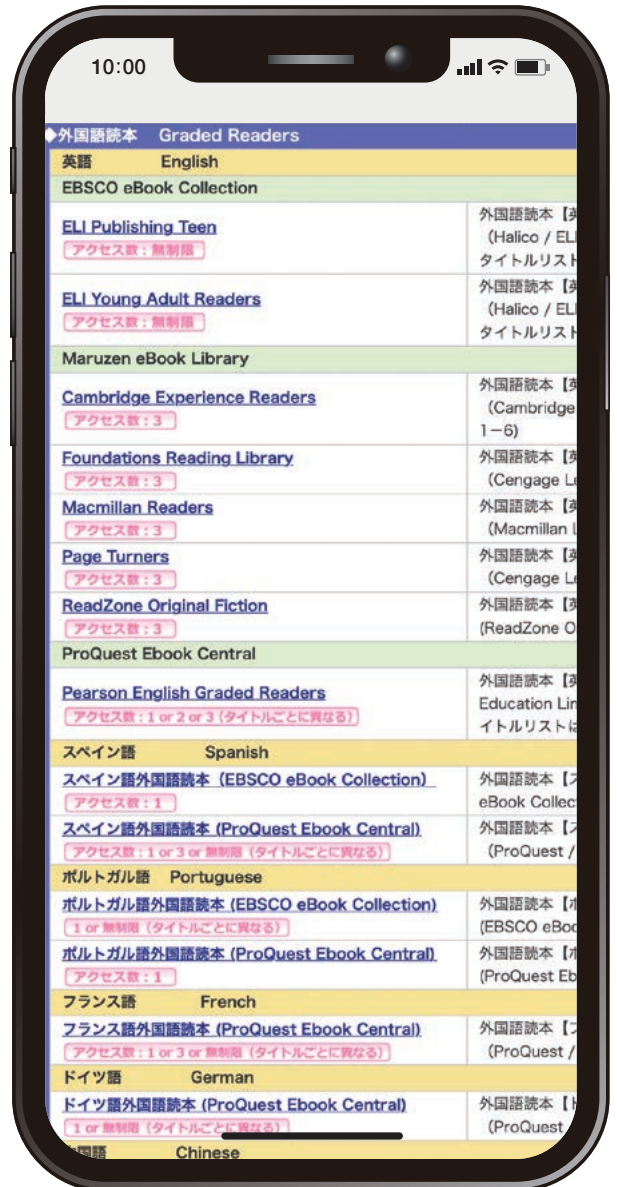 10:00
◆外国語読本 Graded Readers
英語 English
EBSCO eBook Collection
ELI Publishing Teen
アクセス数：無制限
外国語読本【英
（Halico / ELI
タイトルリスト
ELI Young Adult Readers
アクセス数：無制限
外国語読本【英
（Halico / ELI
タイトルリスト
Maruzen eBook Library
Cambridge Experience Readers
アクセス数：3
外国語読本【英
（Cambridge
1－6)
Foundations Reading Library
アクセス数：3
外国語読本【英
（Cengage Le
Macmillan Readers
アクセス数：3
外国語読本【英
（Macmillan L
Page Turners
アクセス数：3
外国語読本【英
（Cengage Le
ReadZone Original Fiction
アクセス数：3
外国語読本【英
(ReadZone O
ProQuest Ebook Central
Pearson English Graded Readers
アクセス数：1 or 2 or 3 (タイトルごとに異なる)
外国語読本【英
Education Lin
イトルリストは
スペイン語 Spanish
スペイン語外国語読本（EBSCO eBook Collection）
アクセス数：1
外国語読本【ス
eBook Collec
スペイン語外国語読本 (ProQuest Ebook Central)
アクセス数：1 or 3 or 無制限（タイトルごとに異なる）
外国語読本【ス
（ProQuest /
ポルトガル語 Portuguese
ポルトガル語外国語読本 (EBSCO eBook Collection)
1 or 無制限（タイトルごとに異なる）
外国語読本【ポ
(EBSCO eBoo
ポルトガル語外国語読本 (ProQuest Ebook Central)
アクセス数：1
外国語読本【ポ
(ProQuest Eb
フランス語 French
フランス語外国語読本 (ProQuest Ebook Central)
アクセス数：1 or 3 or 無制限（タイトルごとに異なる）
外国語読本【フ
（ProQuest /
ドイツ語 German
ドイツ語外国語読本 (ProQuest Ebook Central)
1 or 無制限（タイトルごとに異なる）
外国語読本【ド
（ProQuest
国語 Chinese